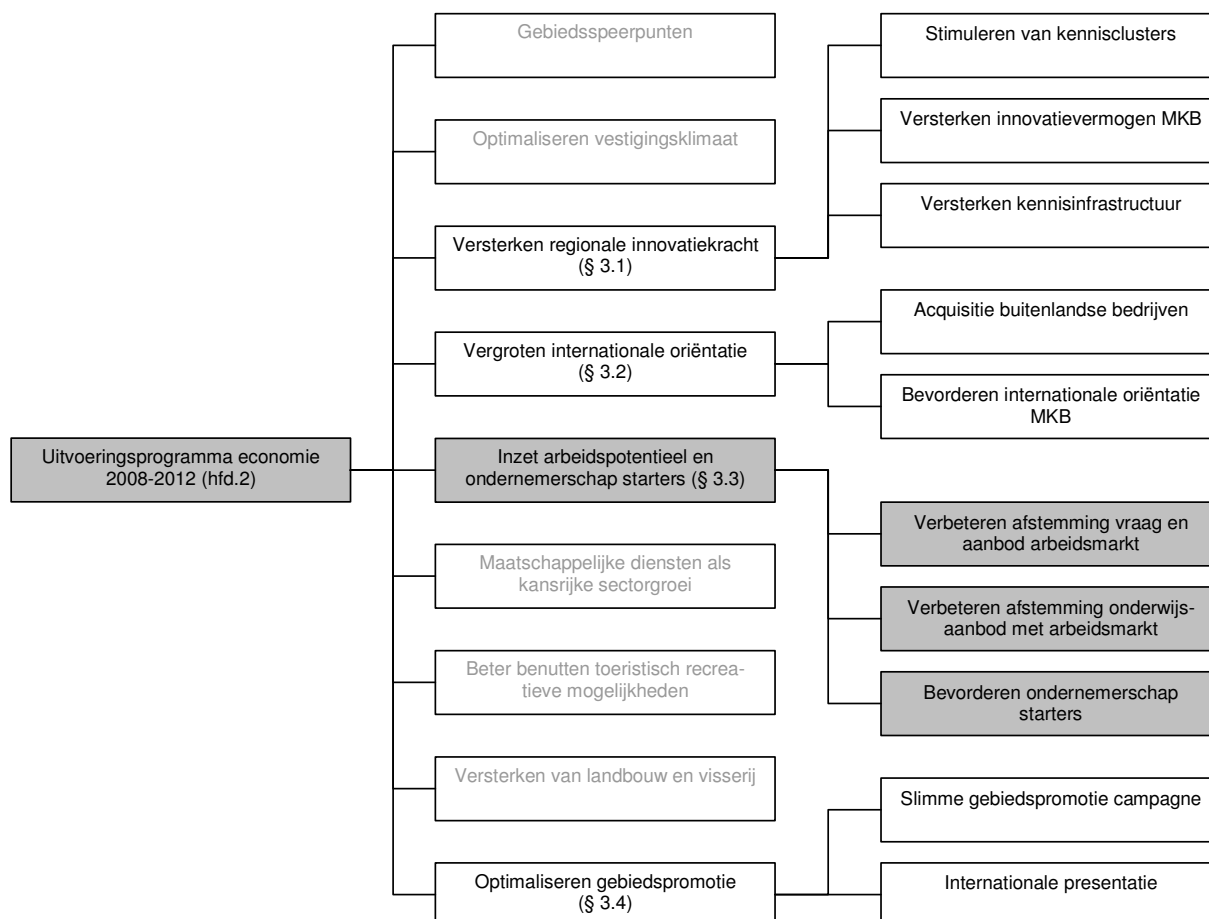 Gebiedsspeerpunten
Optimaliseren vestigingsklimaat
Versterken regionale innovatiekracht
(§ 3.1)
Vergroten internationale oriëntatie
(§ 3.2)
Uitvoeringsprogramma economie
2008-2012 (hfd.2)
Inzet arbeidspotentieel en
ondernemerschap starters (§ 3.3)
Maatschappelijke diensten als
kansrijke sectorgroei
Beter benutten toeristisch recrea-
tieve mogelijkheden
Versterken van landbouw en visserij
Optimaliseren gebiedspromotie
(§ 3.4)
Stimuleren van kennisclusters
Versterken innovatievermogen MKB
Versterken kennisinfrastructuur
Acquisitie buitenlandse bedrijven
Bevorderen internationale oriëntatie
MKB
Verbeteren afstemming vraag en
aanbod arbeidsmarkt
Verbeteren afstemming onderwijs-
aanbod met arbeidsmarkt
Bevorderen ondernemerschap
starters
Slimme gebiedspromotie campagne
Internationale presentatie